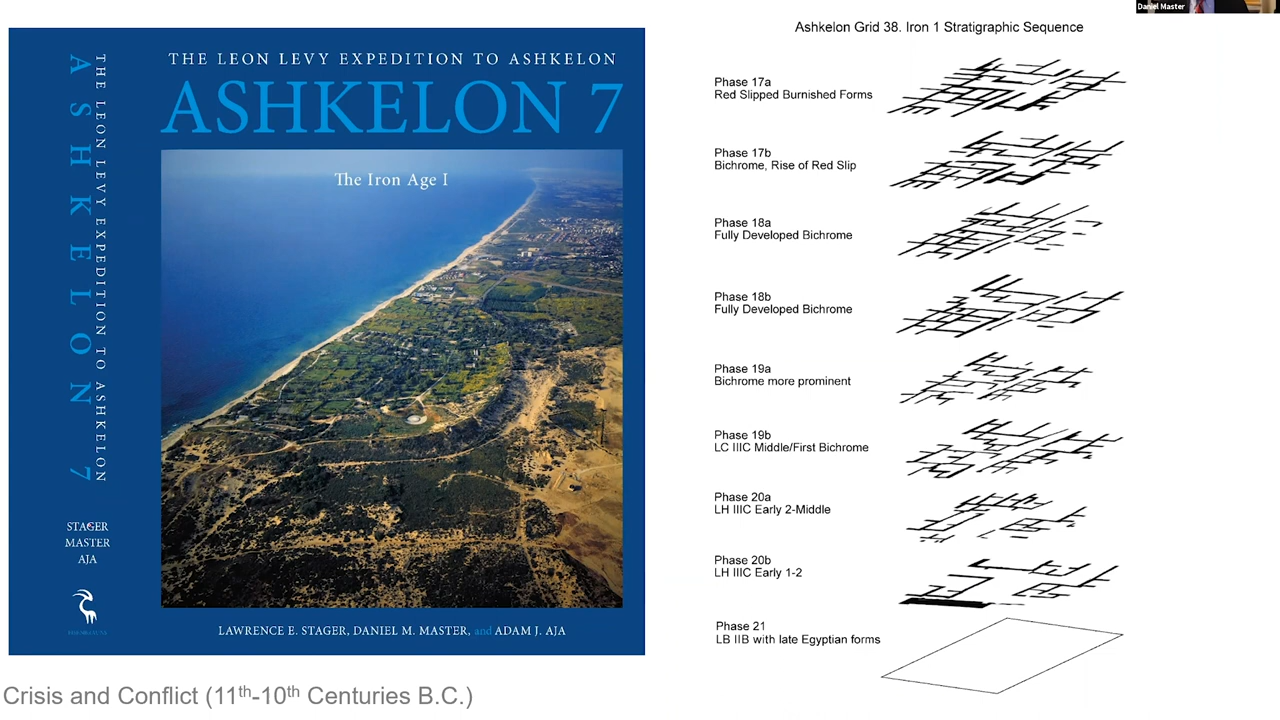 Daniel Master
THE LEON LEVY EXPEDITION TO ASHKELON
ASHKELON 7
THE LEON LEVY EXPEDITION TO ASHKELON
ASHKELON 7
The Iron Age I
STAGER
MASTER
AJA
LAWRENCE E. STAGER, DANIEL M. MASTER, and ADAM J. AJA
Crisis and Conflict (11th-10th Centuries B.C.)
Ashkelon Grid 38. Iron 1 Stratigraphic Sequence
Phase 17a
Red Slipped Burnished Forms
Phase 17b
Bichrome, Rise of Red Slip
Phase 18a
Fully Developed Bichrome
Phase 18b
Fully Developed Bichrome
Phase 19a
Bichrome more prominent
Phase 19b
LC IIIC Middle/First Bichrome
Phase 20a
LH IIIC Early 2-Middle
Phase 20b
LH IIIC Early 1-2
Phase 21
LB IIB with late Egyptian forms